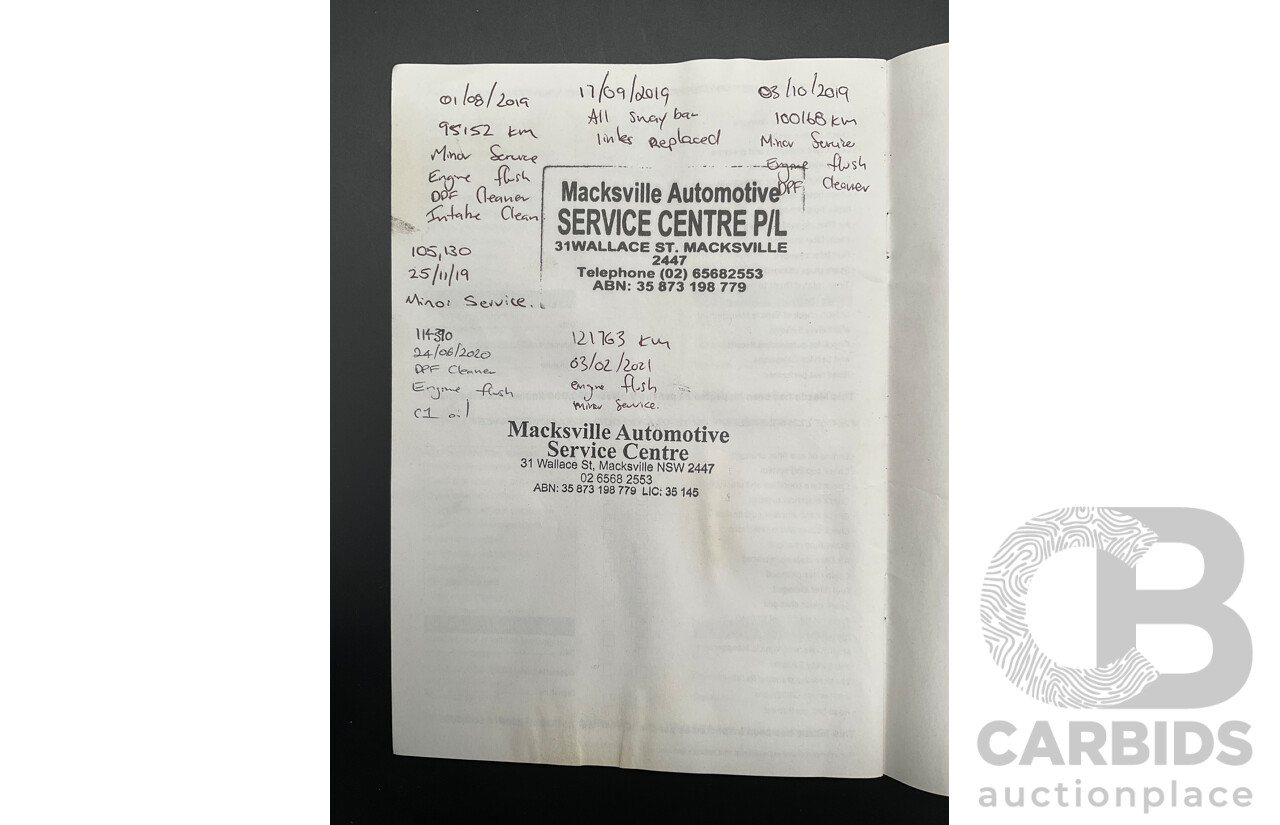 01/08/2019
95152 km
Minor Service
Engine flush
DPF Cleaner
Intake Clean
17/09/2019
All sway bar
links Replaced
03/10/2019
100168 km
Minor Service
Engine flush
DPF Cleaner
Macksville Automotive
SERVICE CENTRE P/L
31WALLACE ST. MACKSVILLE
2447
Telephone (02) 65682553
ABN: 35 873 198 779
105,130
25/11/19
Minor Service.
24/06/2020
DPF Cleaner
Engine flush
C1 oil
121763 km
03/02/2021
engine flush
minor service.
Macksville Automotive
Service Centre
31 Wallace St, Macksville NSW 2447
02 6568 2553
ABN: 35 873 198 779 LIC: 35 145
CB
CARBIDS
auctionplace